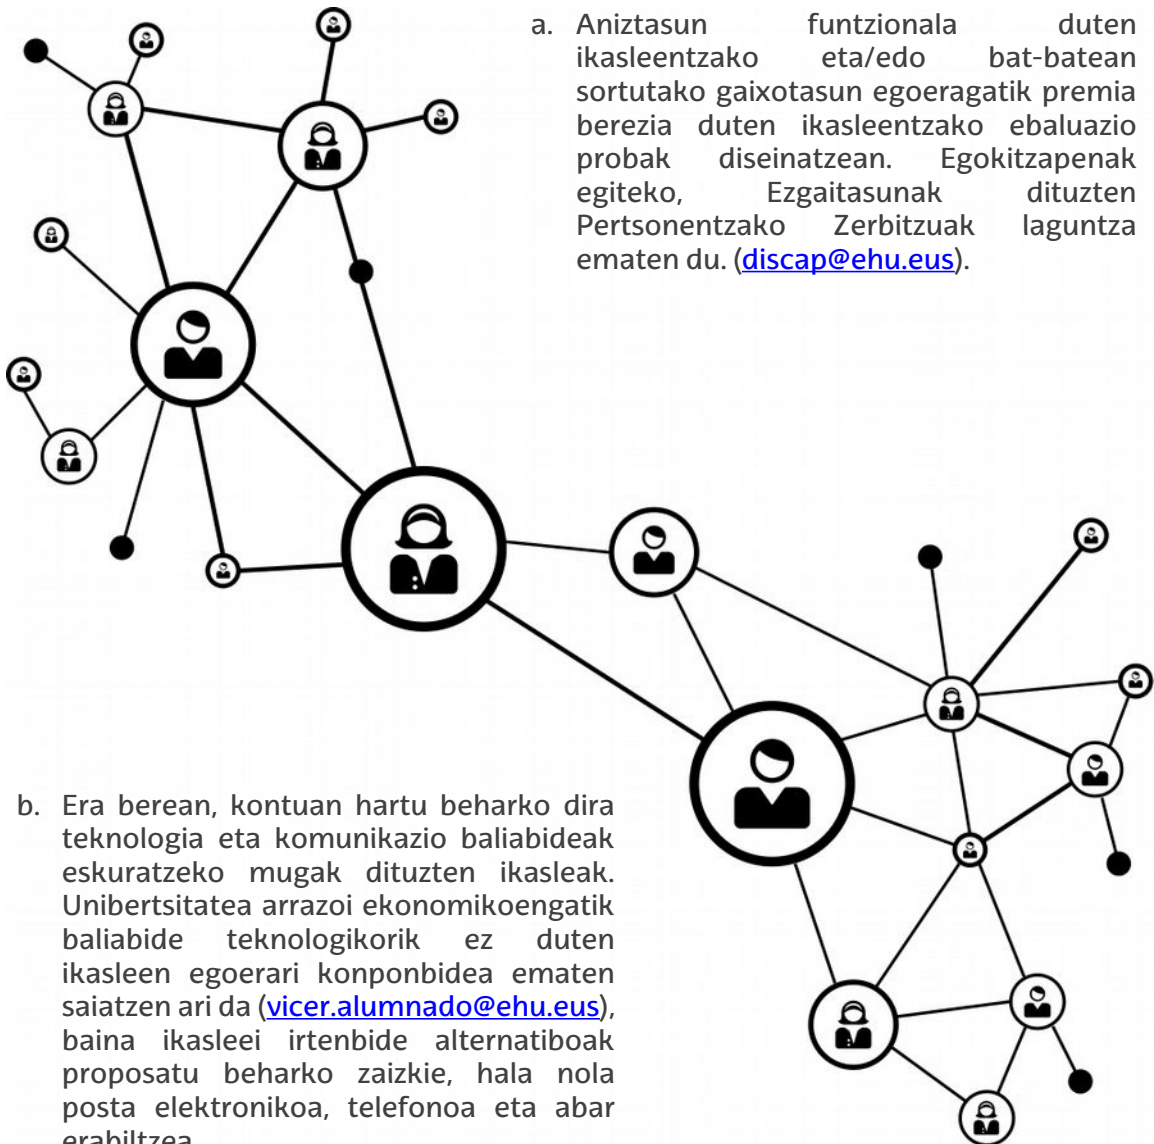 a. Aniztasun funtzionala duten
ikasleentzako eta/edo bat-batean
sortutako gaixotasun egoeragatik premia
berezia duten ikasleentzako ebaluazio
probak diseinatzean. Egokitzapenak
egiteko, Ezgaitasunak dituzten
Pertsonentzako Zerbitzuak laguntza
ematen du. (discap@ehu.eus).
b. Era berean, kontuan hartu beharko dira
teknologia eta komunikazio baliabideak
eskuratzeko mugak dituzten ikasleak.
Unibertsitatea arrazoi ekonomikoengatik
baliabide teknologikorik ez duten
ikasleen egoerari konponbidea ematen
saiatzen ari da (vicer.alumnado@ehu.eus),
baina ikasleei irtenbide alternatiboak
proposatu beharko zaizkie, hala nola
posta elektronikoa, telefonoa eta abar
erabiltzea